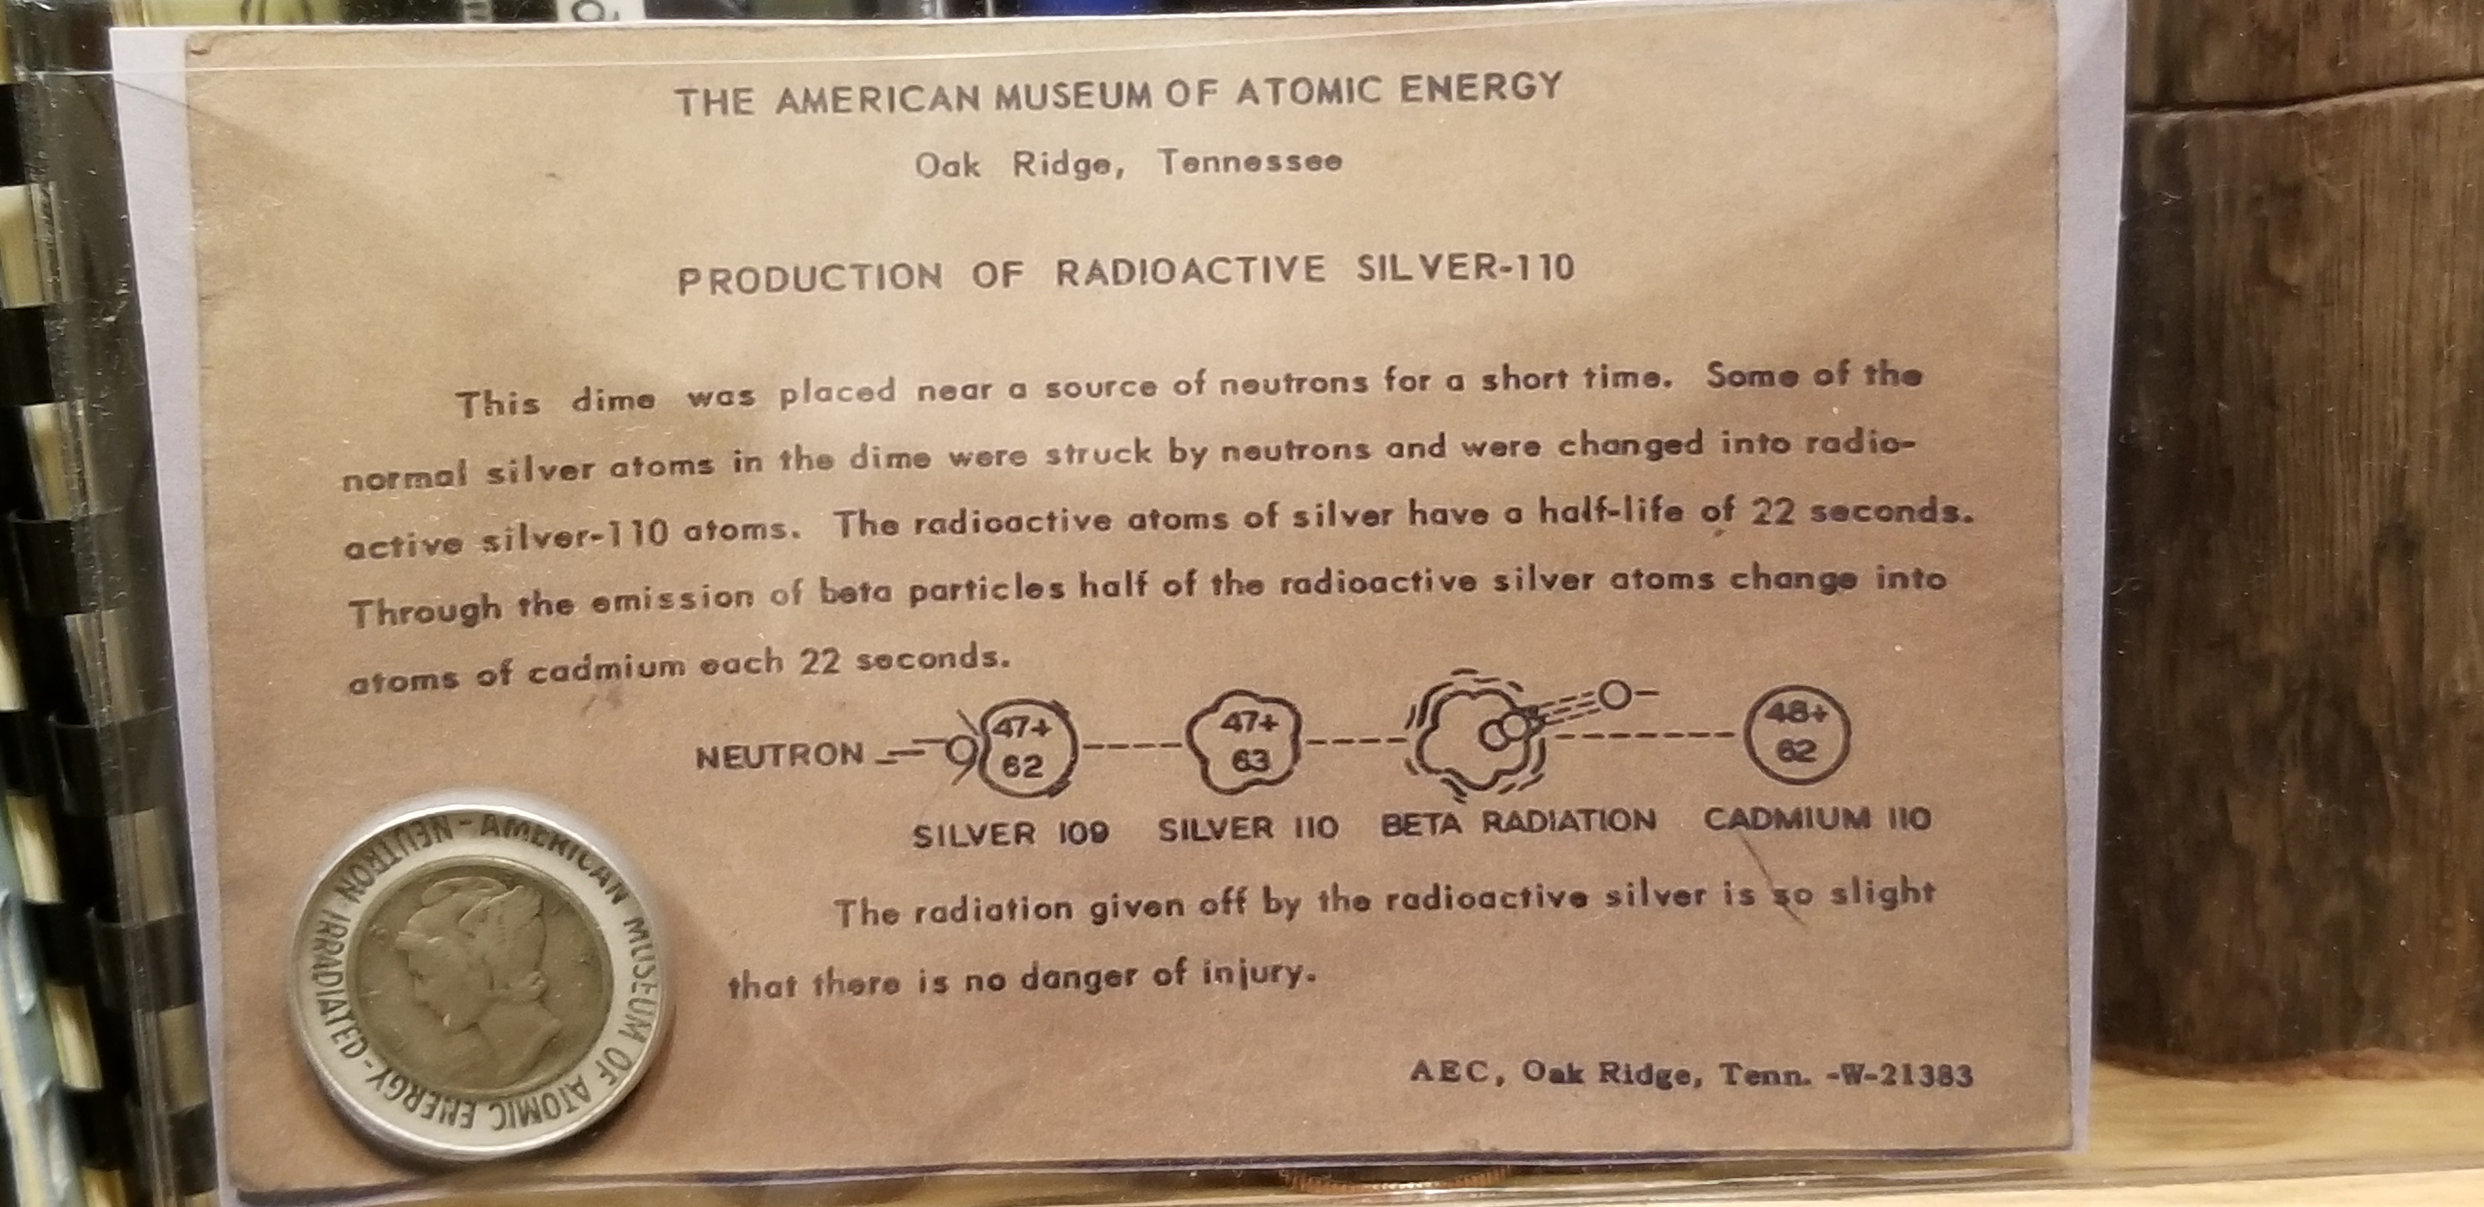 THE AMERICAN MUSEUM OF ATOMIC ENERGY
Oak Ridge, Tennessee
PRODUCTION OF RADIOACTIVE SILVER-110
This dime was placed near a source of neutrons for a short time. Some of the
normal silver atoms in the dime were struck by neutrons and were changed into radio-
active silver-110 atoms. The radioactive atoms of silver have a half-life of 22 seconds.
Through the emission of beta particles half of the radioactive silver atoms change into
atoms of cadmium each 22 seconds.
47+ 47+ 48+
NEUTRON 62 63 62
SILVER 109 SILVER 110 BETA RADIATION CADMIUM 110
The radiation given off by the radioactive silver is so slight
that there is no danger of injury.
AEC, Oak Ridge, Tenn. -W-21383
AMERICAN MUSEUM OF ATOMIC ENERGY - NEUTRON IRRADIATED -